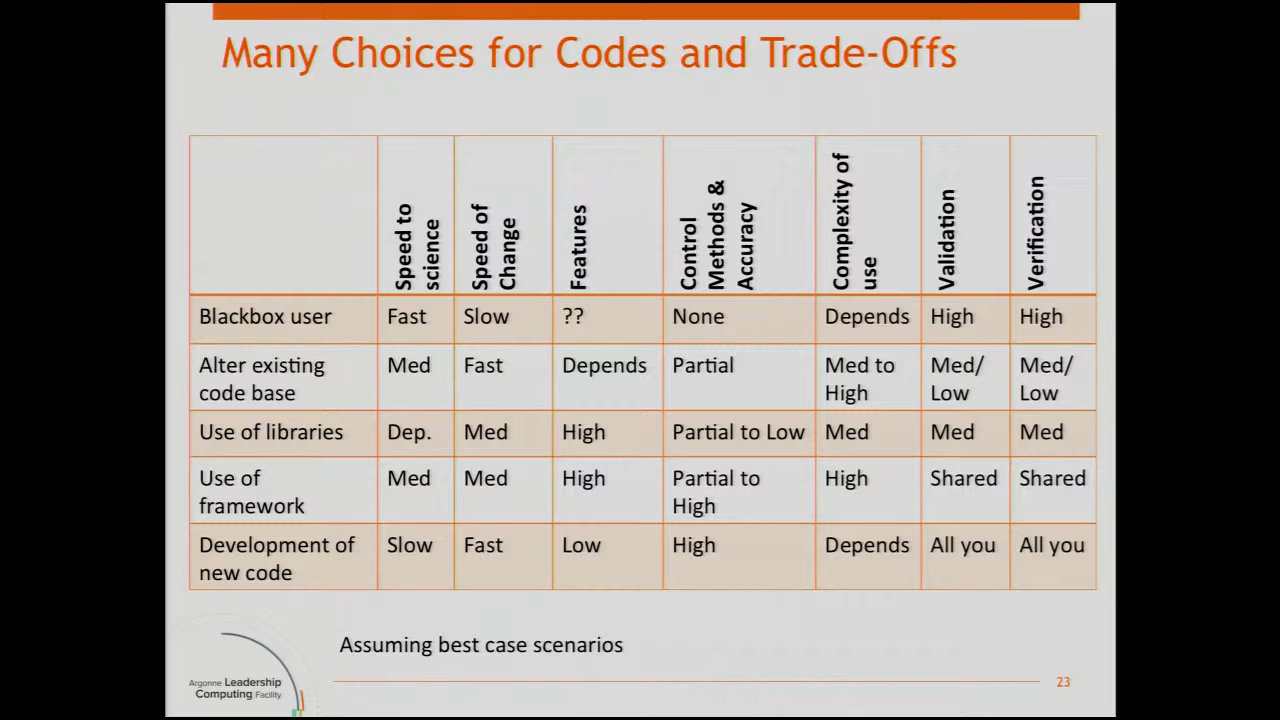 Many Choices for Codes and Trade-Offs
Speed to science
Speed of Change
Features
Control Methods & Accuracy
Complexity of use
Validation
Verification
Blackbox user Fast Slow ?? None Depends High High
Alter existing code base Med Fast Depends Partial Med to High Med/ Low Med/ Low
Use of libraries Dep. Med High Partial to Low Med Med Med
Use of framework Med Med High Partial to High High Shared Shared
Development of new code Slow Fast Low High Depends All you All you
Assuming best case scenarios
Argonne Leadership
Computing Facility
23